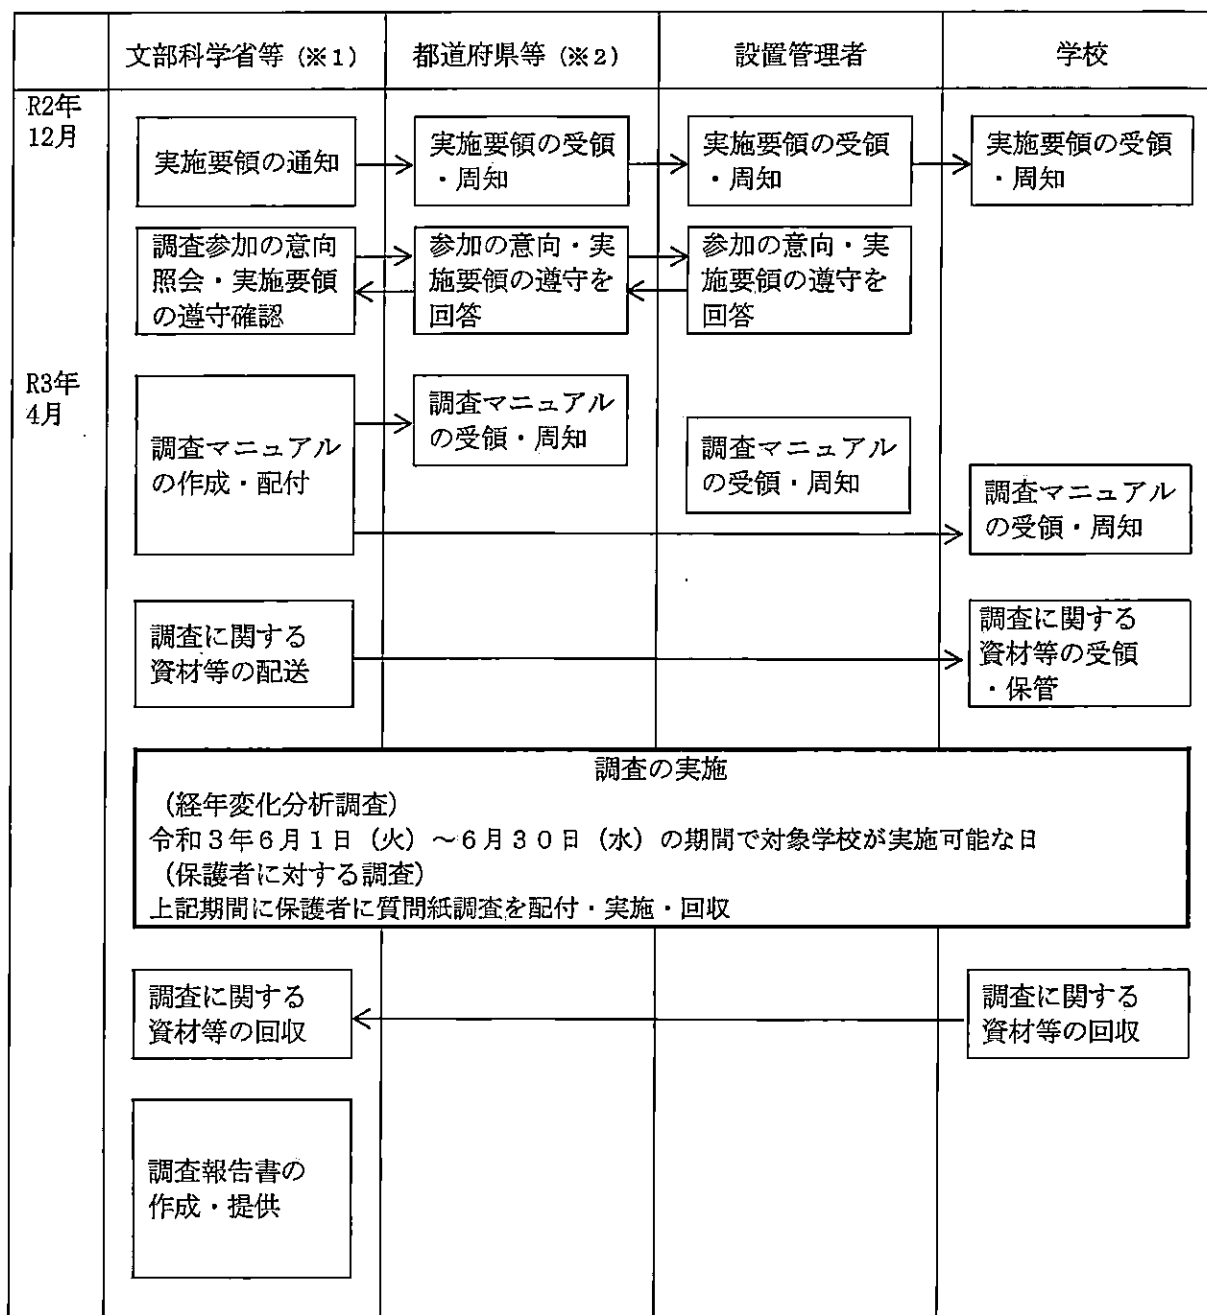 文部科学省等（※1）
都道府県等（※2）
設置管理者
学校
R2年
12月
実施要領の通知
実施要領の受領
・周知
実施要領の受領
・周知
実施要領の受領
・周知
調査参加の意向
照会・実施要領
の遵守確認
参加の意向・実
施要領の遵守を
回答
参加の意向・実
施要領の遵守を
回答
R3年
4月
調査マニュアル
の作成・配付
調査マニュアル
の受領・周知
調査マニュアル
の受領・周知
調査マニュアル
の受領・周知
調査に関する
資材等の配送
調査に関する
資材等の受領
・保管
調査の実施
（経年変化分析調査）
令和３年６月１日（火）～６月３０日（水）の期間で対象学校が実施可能な日
（保護者に対する調査）
上記期間に保護者に質問紙調査を配付・実施・回収
調査に関する
資材等の回収
調査に関する
資材等の回収
調査報告書の
作成・提供